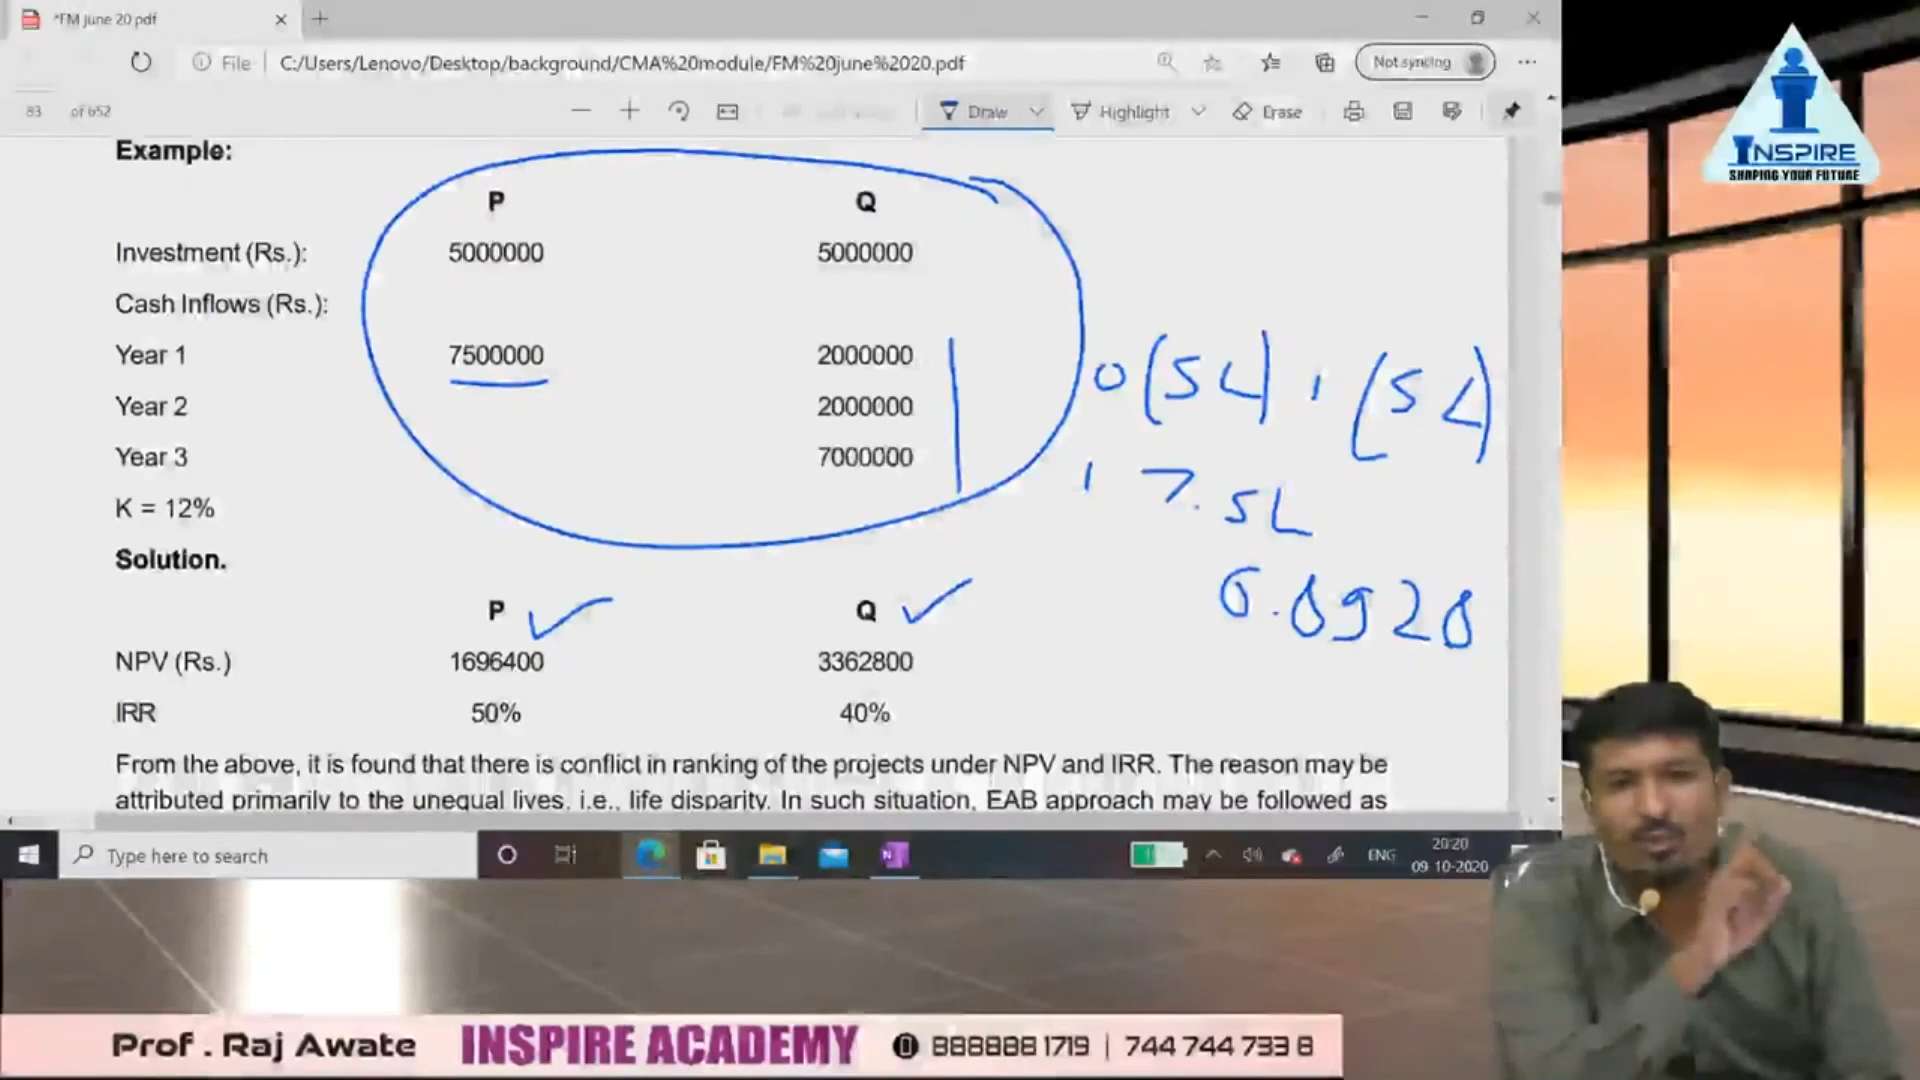 *FM june 20 pdf
File C:/Users/Lenovo/Desktop/background/CMA%20module/FM%20june%2020.pdf Not syncing
83 of 652 Draw Highlight Erase
INSPIRE
SHAPING YOUR FUTURE
Example:
P Q
Investment (Rs.): 5000000 5000000
Cash Inflows (Rs.):
Year 1 7500000 2000000
Year 2 2000000
Year 3 7000000
K = 12%
0 (5L) 1 (5L)
1 7.5L
Solution.
P Q
NPV (Rs.) 1696400 3362800
IRR 50% 40%
From the above, it is found that there is conflict in ranking of the projects under NPV and IRR. The reason may be
attributed primarily to the unequal lives, i.e., life disparity. In such situation, EAB approach may be followed as
Type here to search ENG 20:20
09-10-2020
Prof . Raj Awate INSPIRE ACADEMY 888888 1719 | 744 744 733 8